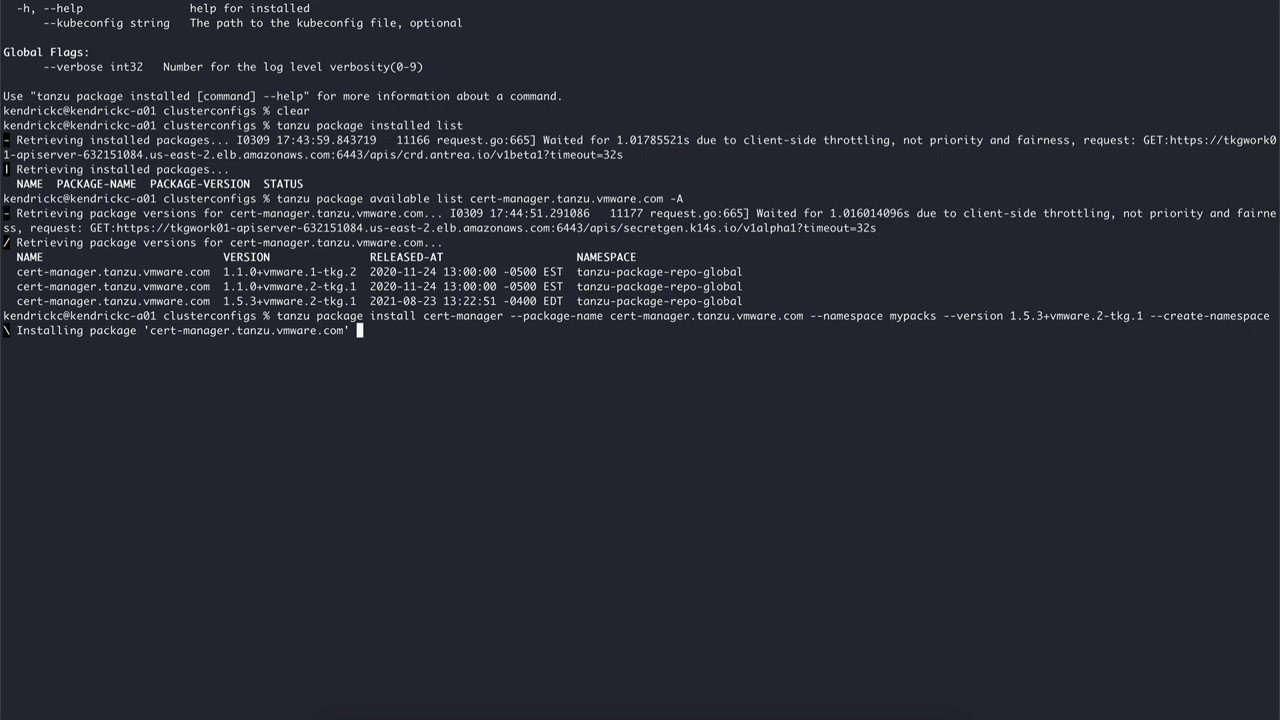 -h, --help            help for installed
--kubeconfig string   The path to the kubeconfig file, optional
Global Flags:
--verbose int32   Number for the log level verbosity(0-9)
Use "tanzu package installed [command] --help" for more information about a command.
kendrickc@kendrickc-a01 clusterconfigs % clear
kendrickc@kendrickc-a01 clusterconfigs % tanzu package installed list
- Retrieving installed packages... I0309 17:43:59.843719   11166 request.go:665] Waited for 1.01785521s due to client-side throttling, not priority and fairness, request: GET:https://tkgwork0
1-apiserver-632151084.us-east-2.elb.amazonaws.com:6443/apis/crd.antrea.io/v1beta1?timeout=32s
| Retrieving installed packages...
NAME  PACKAGE-NAME  PACKAGE-VERSION  STATUS
kendrickc@kendrickc-a01 clusterconfigs % tanzu package available list cert-manager.tanzu.vmware.com -A
- Retrieving package versions for cert-manager.tanzu.vmware.com... I0309 17:44:51.291086   11177 request.go:665] Waited for 1.016014096s due to client-side throttling, not priority and fairne
ss, request: GET:https://tkgwork01-apiserver-632151084.us-east-2.elb.amazonaws.com:6443/apis/secretgen.k14s.io/v1alpha1?timeout=32s
/ Retrieving package versions for cert-manager.tanzu.vmware.com...
NAME                           VERSION               RELEASED-AT                    NAMESPACE
cert-manager.tanzu.vmware.com  1.1.0+vmware.1-tkg.2  2020-11-24 13:00:00 -0500 EST  tanzu-package-repo-global
cert-manager.tanzu.vmware.com  1.1.0+vmware.2-tkg.1  2020-11-24 13:00:00 -0500 EST  tanzu-package-repo-global
cert-manager.tanzu.vmware.com  1.5.3+vmware.2-tkg.1  2021-08-23 13:22:51 -0400 EDT  tanzu-package-repo-global
kendrickc@kendrickc-a01 clusterconfigs % tanzu package install cert-manager --package-name cert-manager.tanzu.vmware.com --namespace mypacks --version 1.5.3+vmware.2-tkg.1 --create-namespace
\ Installing package 'cert-manager.tanzu.vmware.com'